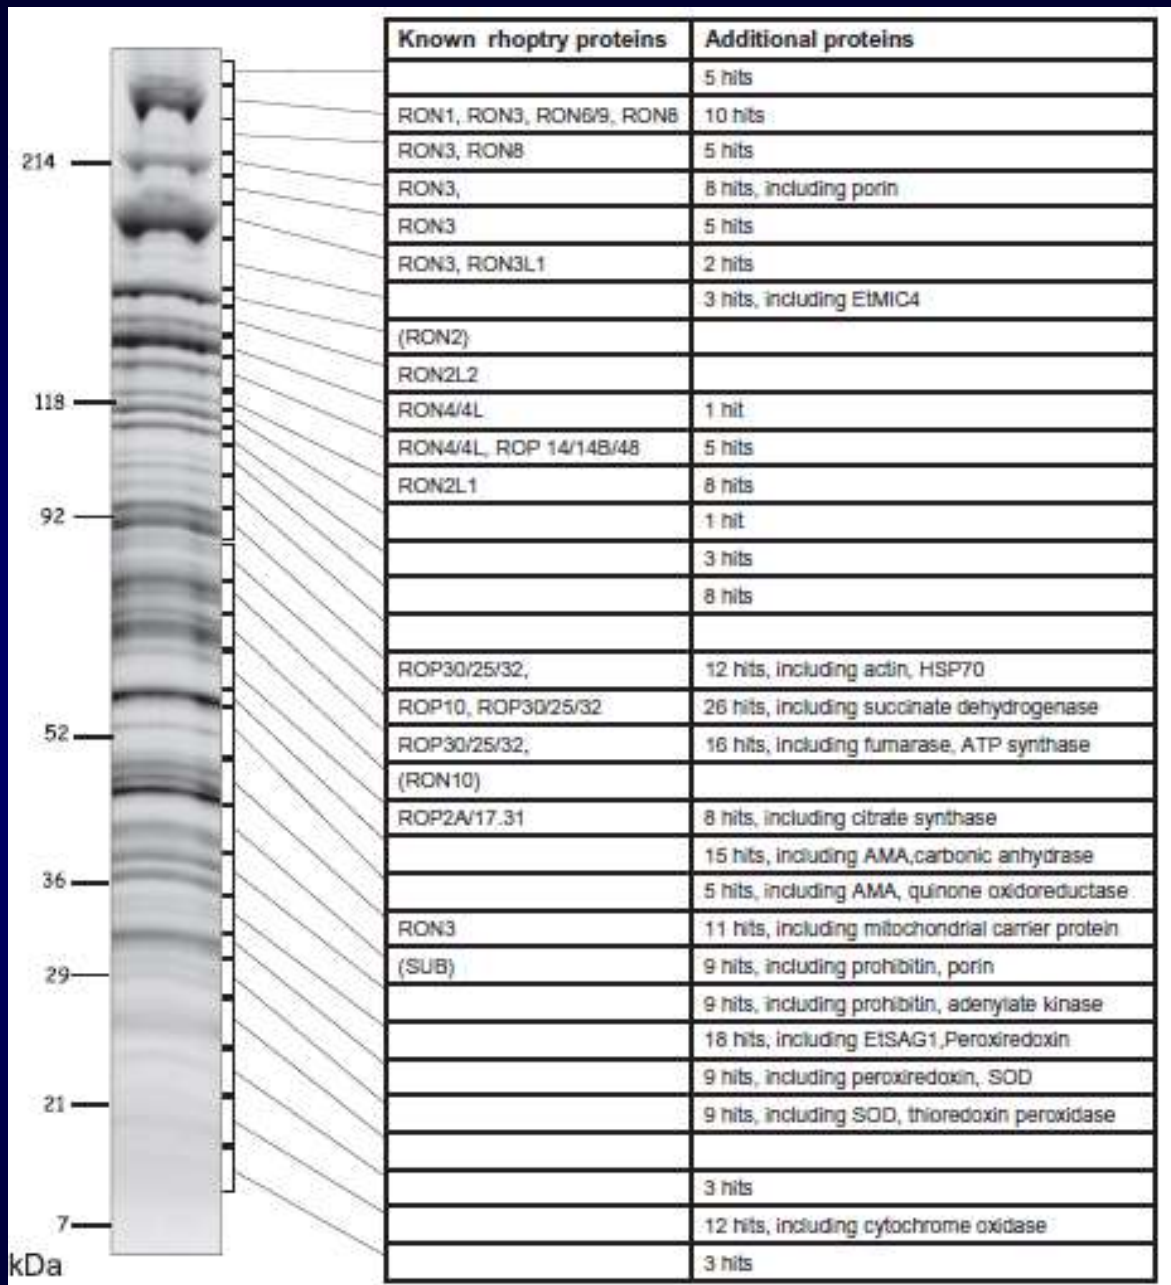 Known rhoptry proteins Additional proteins
5 hits
RON1, RON3, RON6/9, RON8 10 hits
RON3, RON8 5 hits
214
RON3, 8 hits, including porin
RON3 5 hits
RON3, RON3L1 2 hits
3 hits, including EtMIC4
(RON2)
RON2L2
118
RON4/4L 1 hit
RON4/4L, ROP 14/14B/48 5 hits
RON2L1 8 hits
92
1 hit
3 hits
8 hits
ROP30/25/32, 12 hits, including actin, HSP70
ROP10, ROP30/25/32 26 hits, including succinate dehydrogenase
52
ROP30/25/32, 16 hits, including fumarase, ATP synthase
(RON10)
ROP2A/17.31 8 hits, including citrate synthase
15 hits, including AMA,carbonic anhydrase
36
5 hits, including AMA, quinone oxidoreductase
RON3 11 hits, including mitochondrial carrier protein
29
(SUB) 9 hits, including prohibitin, porin
9 hits, including prohibitin, adenylate kinase
18 hits, including EtSAG1,Peroxiredoxin
9 hits, including peroxiredoxin, SOD
21
9 hits, including SOD, thioredoxin peroxidase
3 hits
7
12 hits, including cytochrome oxidase
kDa
3 hits